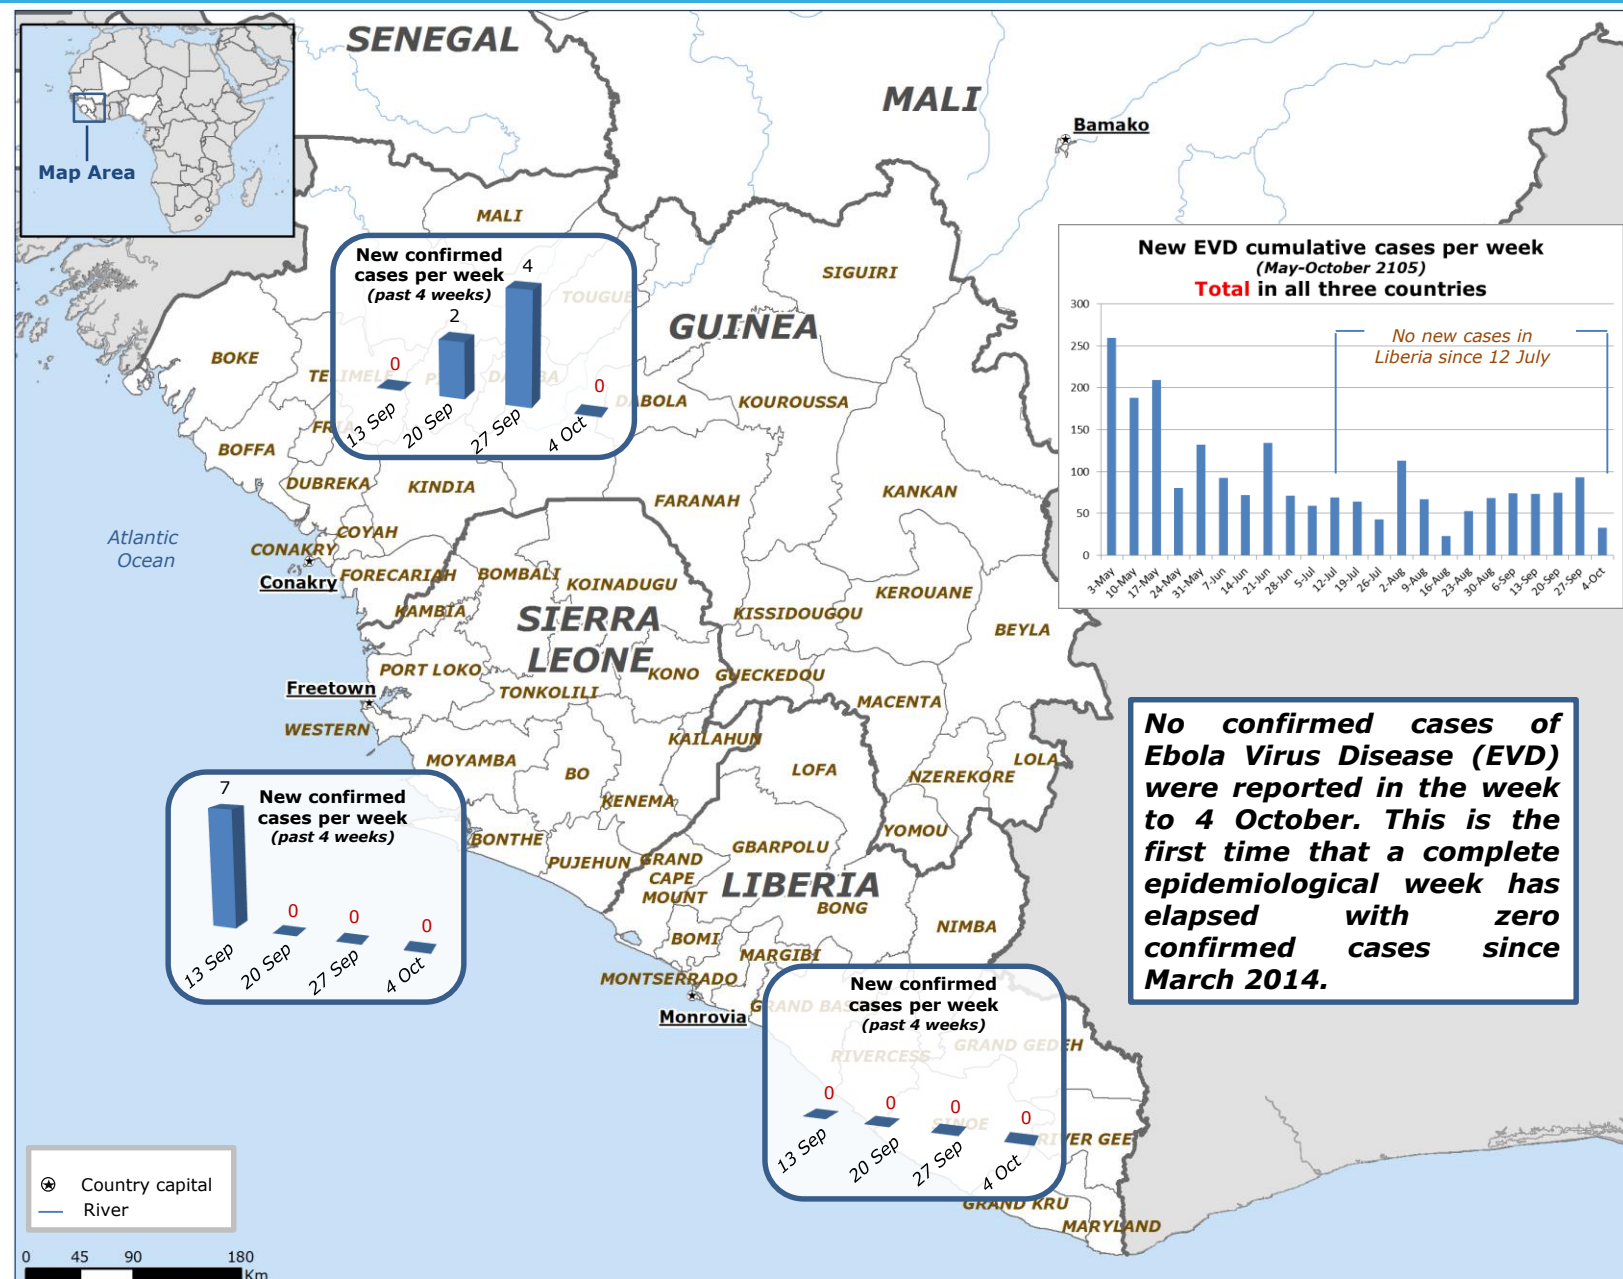 SENEGAL
MALI
Bamako
Map Area
MALI
New confirmed
cases per week
(past 4 weeks)
0
2
4
0
13 Sep
20 Sep
27 Sep
4 Oct
TOUGUE
SIGUIRI
GUINEA
BOKE
TELIMELE
DABOLA
KOUROUSSA
FRIA
BOFFA
DUBREKA
KINDIA
FARANAH
KANKAN
COYAH
CONAKRY
Conakry
FORECARIAH
Atlantic
Ocean
BOMBALI
KOINADUGU
KAMBIA
SIERRA
LEONE
KISSIDOUGOU
KEROUANE
BEYLA
PORT LOKO
KONO
GUECKEDOU
Freetown
TONKOLILI
MACENTA
WESTERN
KAILAHUN
MOYAMBA
BO
LOFA
NZEREKORE
LOLA
KENEMA
YOMOU
BONTHE
PUJEHUN
GRAND
CAPE
MOUNT
GBARPOLU
LIBERIA
BONG
NIMBA
BOMI
MARGIBI
MONTSERRADO
Monrovia
GRAND BAS
RIVERCESS
GRAND GEDEH
SINOE
RIVER GEE
GRAND KRU
MARYLAND
New confirmed
cases per week
(past 4 weeks)
7
0
0
0
13 Sep
20 Sep
27 Sep
4 Oct
New confirmed
cases per week
(past 4 weeks)
0
0
0
0
13 Sep
20 Sep
27 Sep
4 Oct
New EVD cumulative cases per week
(May-October 2105)
Total in all three countries
300
250
200
150
100
50
0
No new cases in
Liberia since 12 July
3-May
10-May
17-May
24-May
31-May
7-Jun
14-Jun
21-Jun
28-Jun
5-Jul
12-Jul
19-Jul
26-Jul
2-Aug
9-Aug
16-Aug
23-Aug
30-Aug
6-Sep
13-Sep
20-Sep
27-Sep
4-Oct
No confirmed cases of
Ebola Virus Disease (EVD)
were reported in the week
to 4 October. This is the
first time that a complete
epidemiological week has
elapsed with zero
confirmed cases since
March 2014.
Country capital
River
0 45 90 180
Km